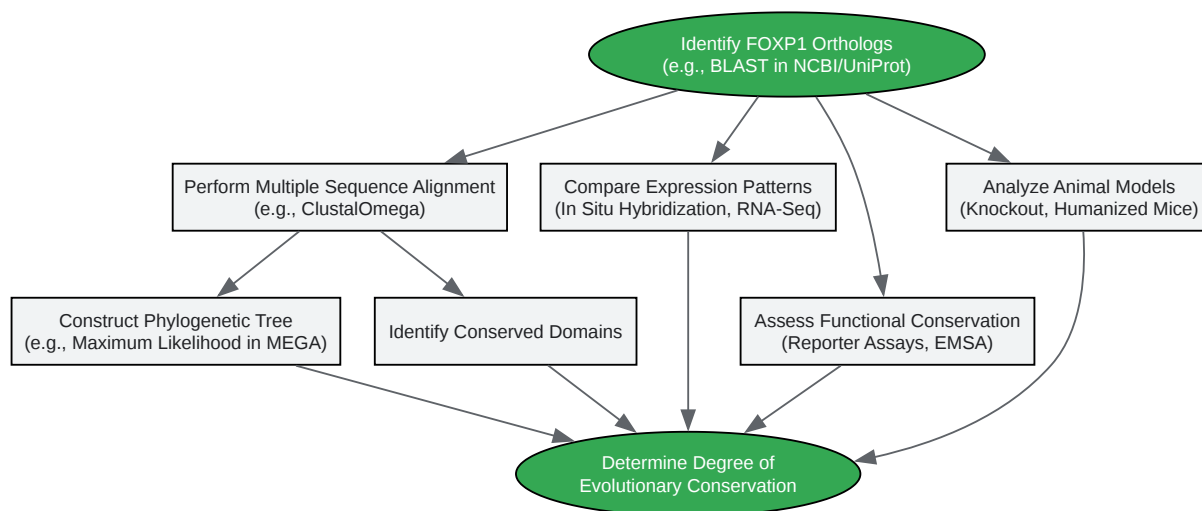 Identify FOXP1 Orthologs
(e.g., BLAST in NCBI/UniProt)
Perform Multiple Sequence Alignment
(e.g., ClustalOmega)
Compare Expression Patterns
(In Situ Hybridization, RNA-Seq)
Analyze Animal Models
(Knockout, Humanized Mice)
Construct Phylogenetic Tree
(e.g., Maximum Likelihood in MEGA)
Identify Conserved Domains
Assess Functional Conservation
(Reporter Assays, EMSA)
Determine Degree of
Evolutionary Conservation